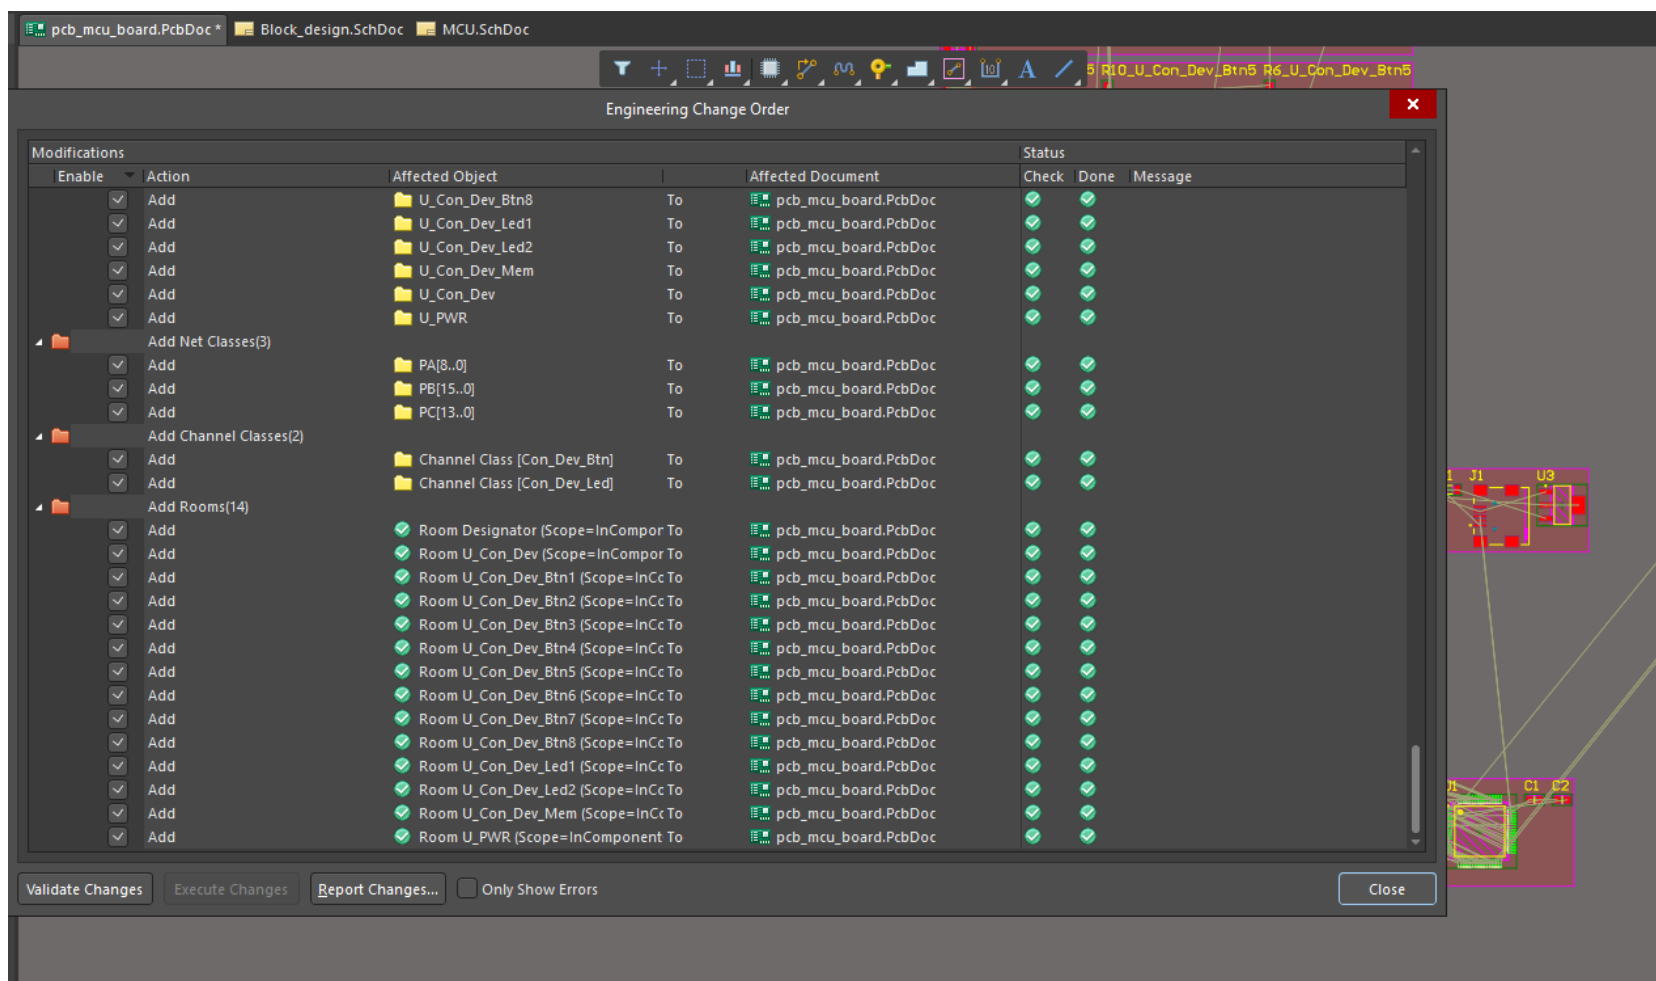 pcb_mcu_board.PcbDoc * Block_design.SchDoc MCU.SchDoc
A 5 R10_U_Con_Dev_Btn5 R6_U_Con_Dev_Btn5
Engineering Change Order
Modifications Status
Enable Action Affected Object Affected Document Check Done Message
Add U_Con_Dev_Btn8 To pcb_mcu_board.PcbDoc
Add U_Con_Dev_Led1 To pcb_mcu_board.PcbDoc
Add U_Con_Dev_Led2 To pcb_mcu_board.PcbDoc
Add U_Con_Dev_Mem To pcb_mcu_board.PcbDoc
Add U_Con_Dev To pcb_mcu_board.PcbDoc
Add U_PWR To pcb_mcu_board.PcbDoc
Add Net Classes(3)
Add PA[8..0] To pcb_mcu_board.PcbDoc
Add PB[15..0] To pcb_mcu_board.PcbDoc
Add PC[13..0] To pcb_mcu_board.PcbDoc
Add Channel Classes(2)
Add Channel Class [Con_Dev_Btn] To pcb_mcu_board.PcbDoc
Add Channel Class [Con_Dev_Led] To pcb_mcu_board.PcbDoc
1 J1 U3
Add Rooms(14)
Add Room Designator (Scope=InCompor To pcb_mcu_board.PcbDoc
Add Room U_Con_Dev (Scope=InCompor To pcb_mcu_board.PcbDoc
Add Room U_Con_Dev_Btn1 (Scope=InCc To pcb_mcu_board.PcbDoc
Add Room U_Con_Dev_Btn2 (Scope=InCc To pcb_mcu_board.PcbDoc
Add Room U_Con_Dev_Btn3 (Scope=InCc To pcb_mcu_board.PcbDoc
Add Room U_Con_Dev_Btn4 (Scope=InCc To pcb_mcu_board.PcbDoc
Add Room U_Con_Dev_Btn5 (Scope=InCc To pcb_mcu_board.PcbDoc
Add Room U_Con_Dev_Btn6 (Scope=InCc To pcb_mcu_board.PcbDoc
Add Room U_Con_Dev_Btn7 (Scope=InCc To pcb_mcu_board.PcbDoc
Add Room U_Con_Dev_Btn8 (Scope=InCc To pcb_mcu_board.PcbDoc
Add Room U_Con_Dev_Led1 (Scope=InCc To pcb_mcu_board.PcbDoc
Add Room U_Con_Dev_Led2 (Scope=InCc To pcb_mcu_board.PcbDoc
C1 C2
Add Room U_Con_Dev_Mem (Scope=InCc To pcb_mcu_board.PcbDoc
Add Room U_PWR (Scope=InComponent To pcb_mcu_board.PcbDoc
Validate Changes Execute Changes Report Changes... Only Show Errors Close